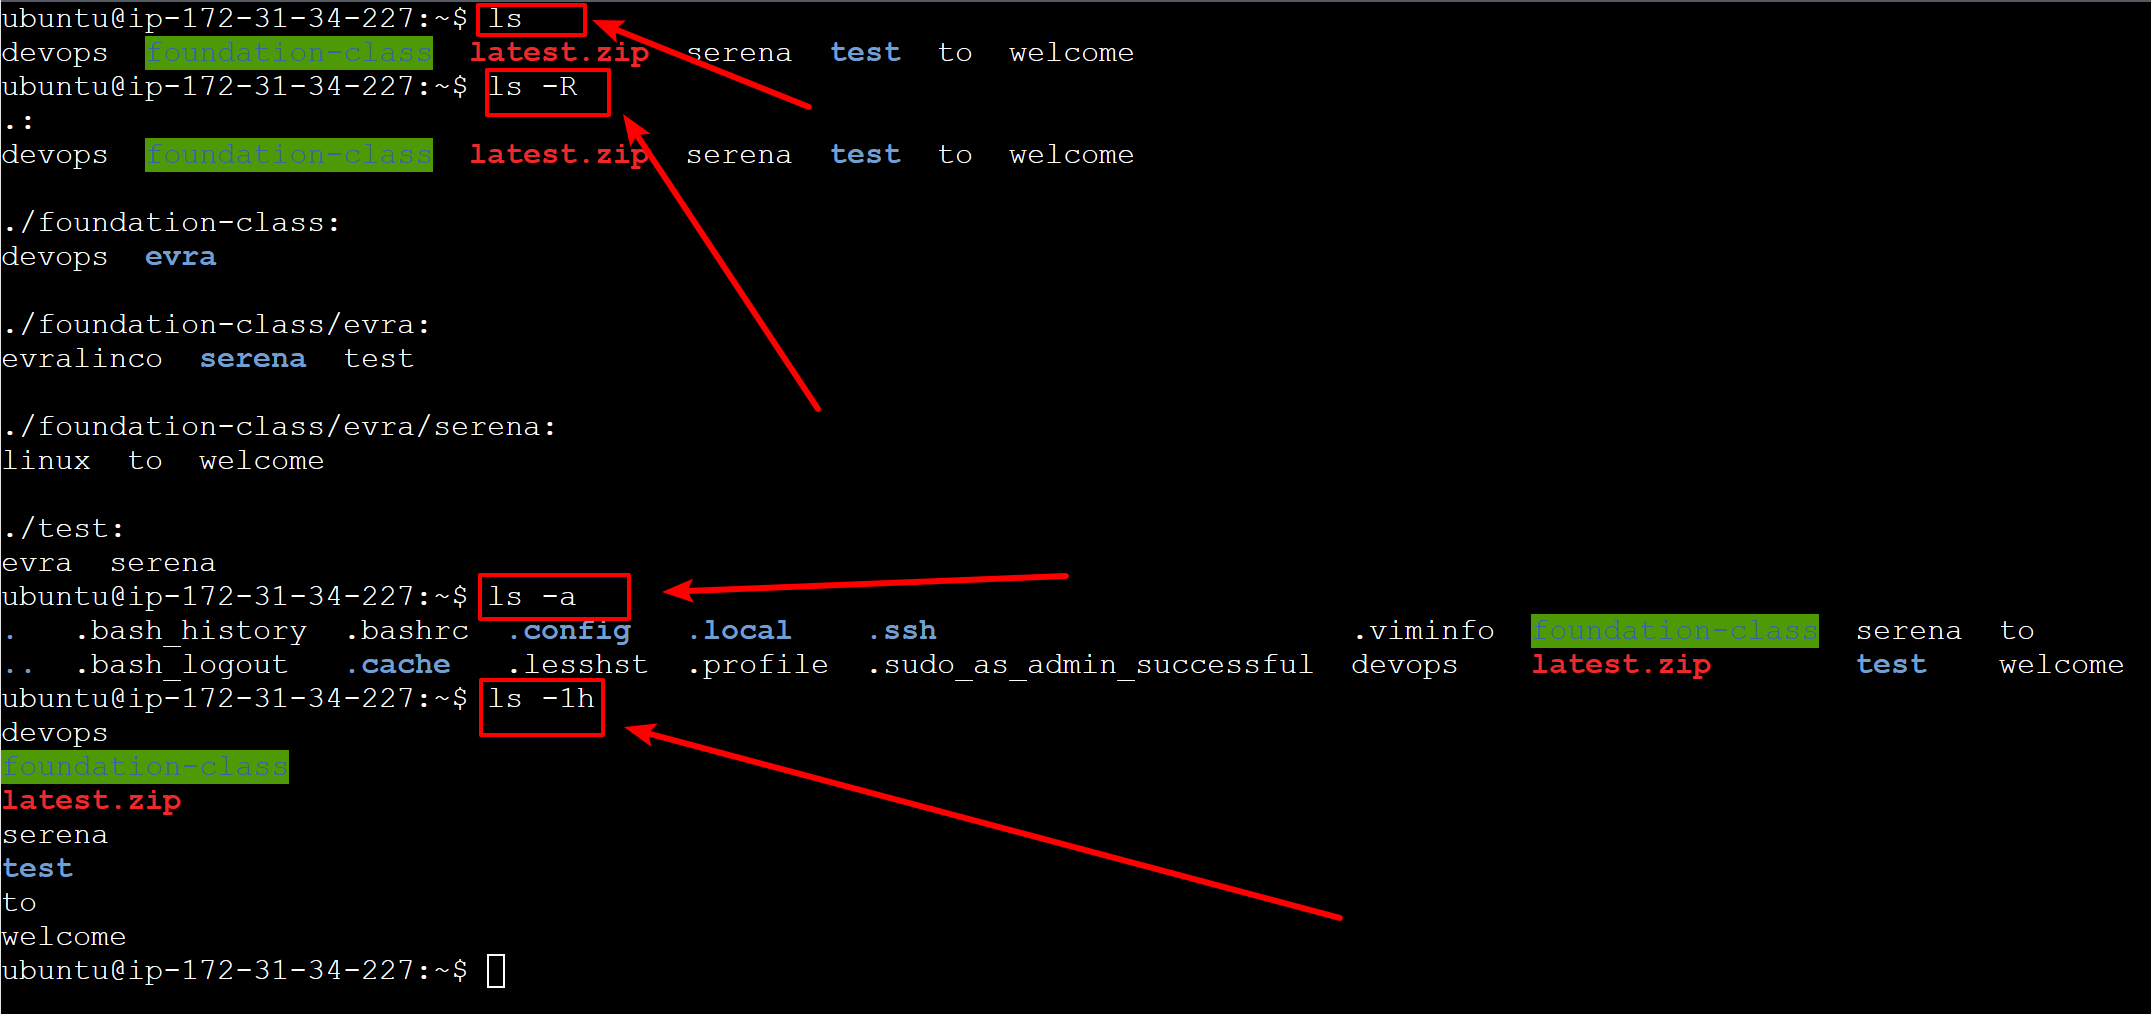 ubuntu@ip-172-31-34-227:~$ ls
devops  foundation-class  latest.zip  serena  test  to  welcome
ubuntu@ip-172-31-34-227:~$ ls -R
.:
devops  foundation-class  latest.zip  serena  test  to  welcome
./foundation-class:
devops  evra
./foundation-class/evra:
evralinco  serena  test
./foundation-class/evra/serena:
linux  to  welcome
./test:
evra  serena
ubuntu@ip-172-31-34-227:~$ ls -a
.   .bash_history  .bashrc  .config   .local    .ssh                       .viminfo  foundation-class  serena  to
..  .bash_logout   .cache   .lesshst  .profile  .sudo_as_admin_successful  devops    latest.zip        test    welcome
ubuntu@ip-172-31-34-227:~$ ls -1h
devops
foundation-class
latest.zip
serena
test
to
welcome
ubuntu@ip-172-31-34-227:~$